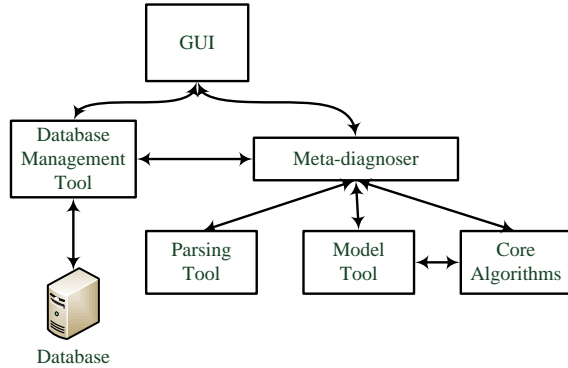 GUI
Database
Management
Tool
Meta-diagnoser
Parsing
Tool
Model
Tool
Core
Algorithms
Database